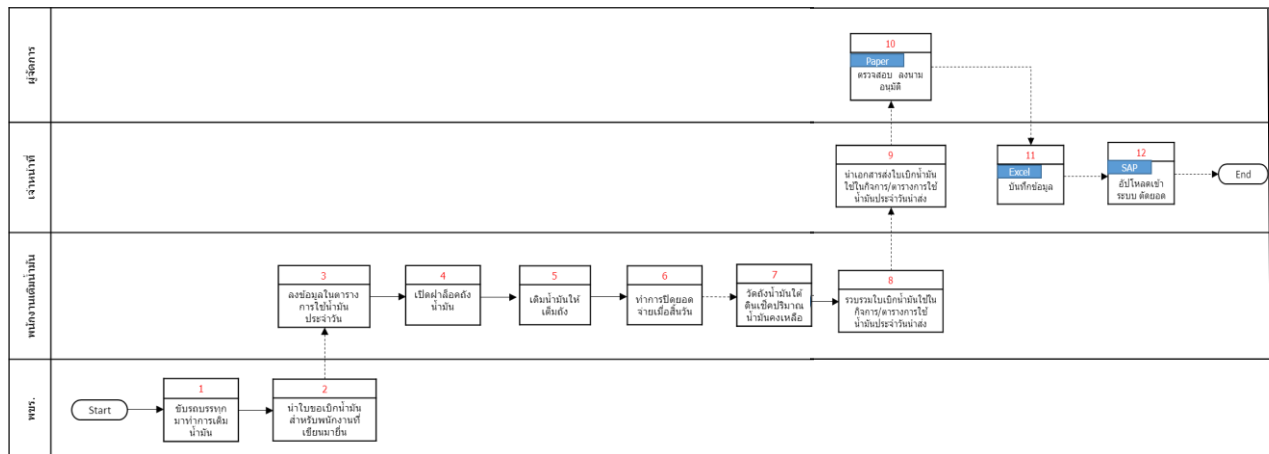 ผู้จัดการ
10
Paper
ตรวจสอบ ลงนาม
อนุมัติ
เจ้าหน้าที่
9
นำเอกสารส่งใบเบิกน้ำมัน
ใช้ในกิจการ/ตารางการใช้
น้ำมันประจำวันนำส่ง
11
Excel
บันทึกข้อมูล
12
SAP
อัปโหลดเข้า
ระบบ ตัดยอด
End
พนักงานเติมน้ำมัน
3
ลงข้อมูลในตาราง
การใช้น้ำมัน
ประจำวัน
4
เปิดฝาล็อคถัง
น้ำมัน
5
เติมน้ำมันให้
เต็มถัง
6
ทำการปิดยอด
จ่ายเมื่อสิ้นวัน
7
วัดถังน้ำมันใต้
ดินเช็คปริมาณ
น้ำมันคงเหลือ
8
รวบรวมใบเบิกน้ำมันใช้ใน
กิจการ/ตารางการใช้
น้ำมันประจำวันนำส่ง
พขร.
Start
1
ขับรถบรรทุก
มาทำการเติม
น้ำมัน
2
นำใบขอเบิกน้ำมัน
สำหรับพนักงานที่
เขียนมายื่น